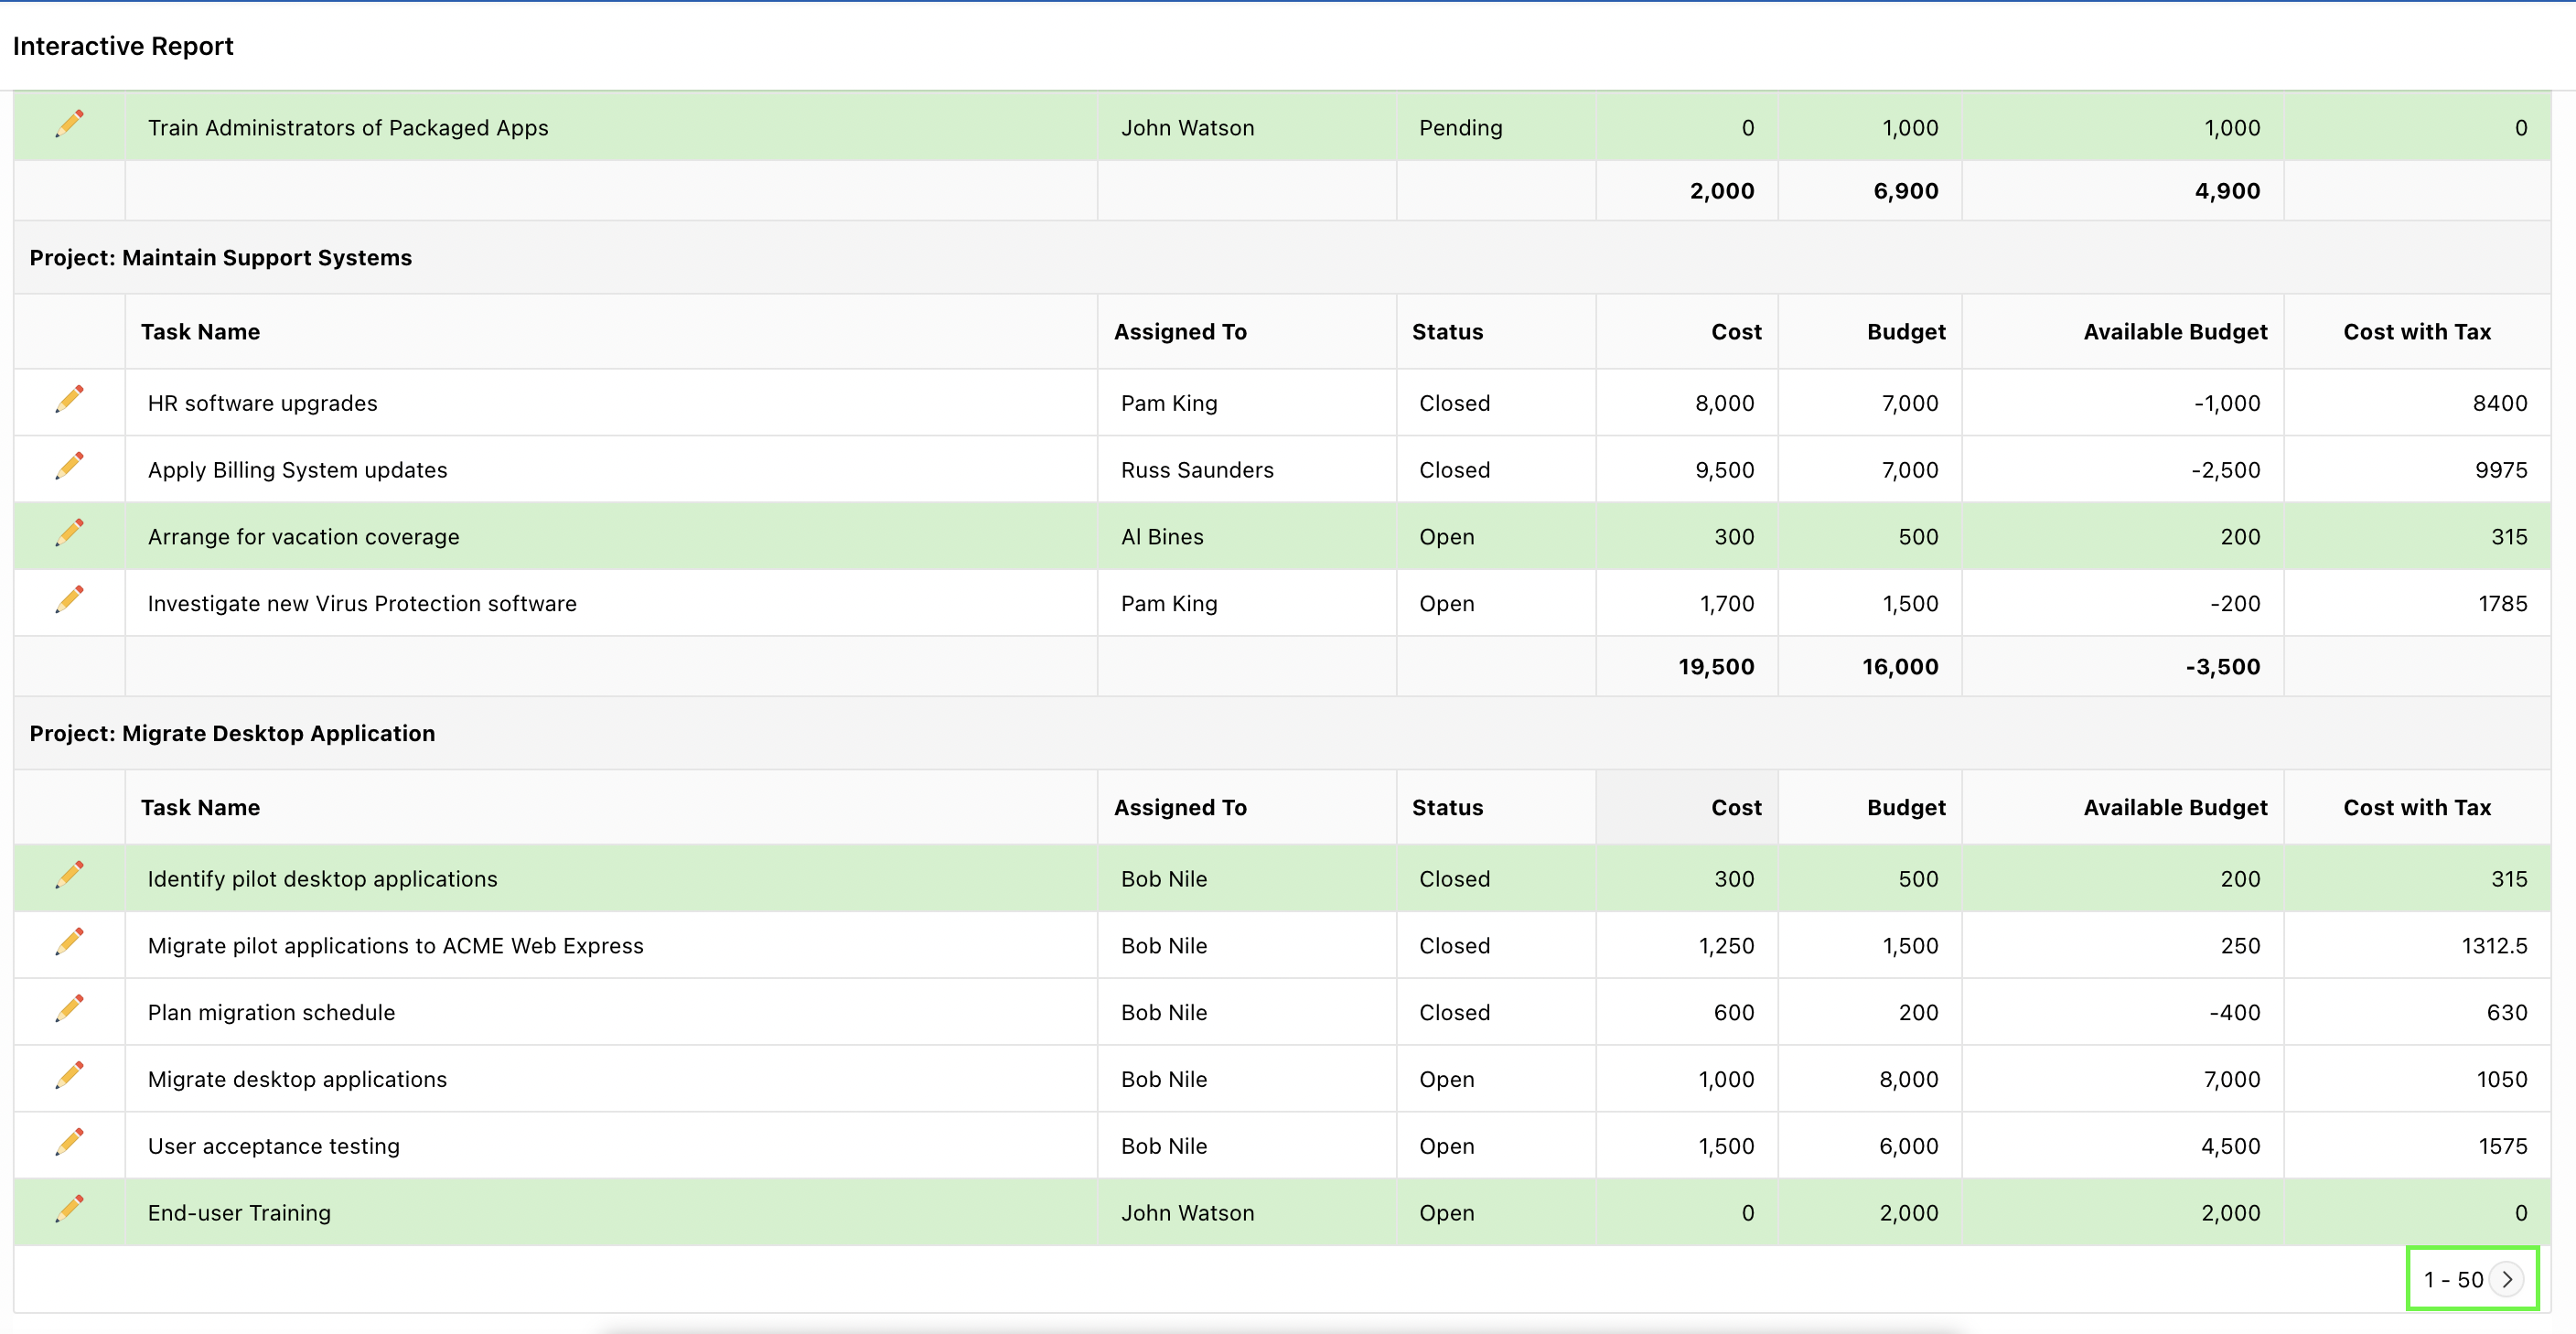 Interactive Report
Train Administrators of Packaged Apps John Watson Pending 0 1,000 1,000 0
2,000 6,900 4,900
Project: Maintain Support Systems
Task Name Assigned To Status Cost Budget Available Budget Cost with Tax
HR software upgrades Pam King Closed 8,000 7,000 -1,000 8400
Apply Billing System updates Russ Saunders Closed 9,500 7,000 -2,500 9975
Arrange for vacation coverage Al Bines Open 300 500 200 315
Investigate new Virus Protection software Pam King Open 1,700 1,500 -200 1785
19,500 16,000 -3,500
Project: Migrate Desktop Application
Task Name Assigned To Status Cost Budget Available Budget Cost with Tax
Identify pilot desktop applications Bob Nile Closed 300 500 200 315
Migrate pilot applications to ACME Web Express Bob Nile Closed 1,250 1,500 250 1312.5
Plan migration schedule Bob Nile Closed 600 200 -400 630
Migrate desktop applications Bob Nile Open 1,000 8,000 7,000 1050
User acceptance testing Bob Nile Open 1,500 6,000 4,500 1575
End-user Training John Watson Open 0 2,000 2,000 0
1 - 50